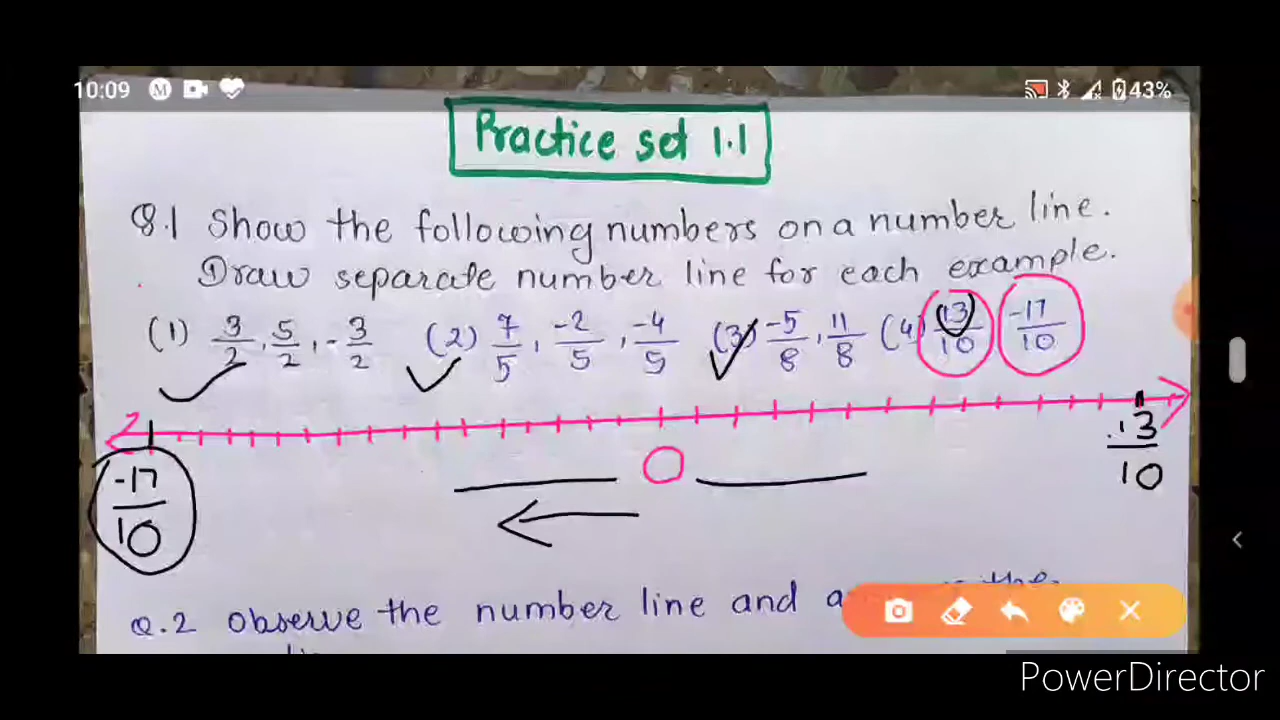 10:09 M 43%
Practice set 1.1
Q.1 Show the following numbers on a number line.
Draw separate number line for each example.
(1) 3/2, 5/2, -3/2 (2) 7/5, -2/5, -4/5 (3) -5/8, 11/8 (4) 13/10 -17/10
-17/10 0 13/10
Q.2 Observe the number line and the
PowerDirector